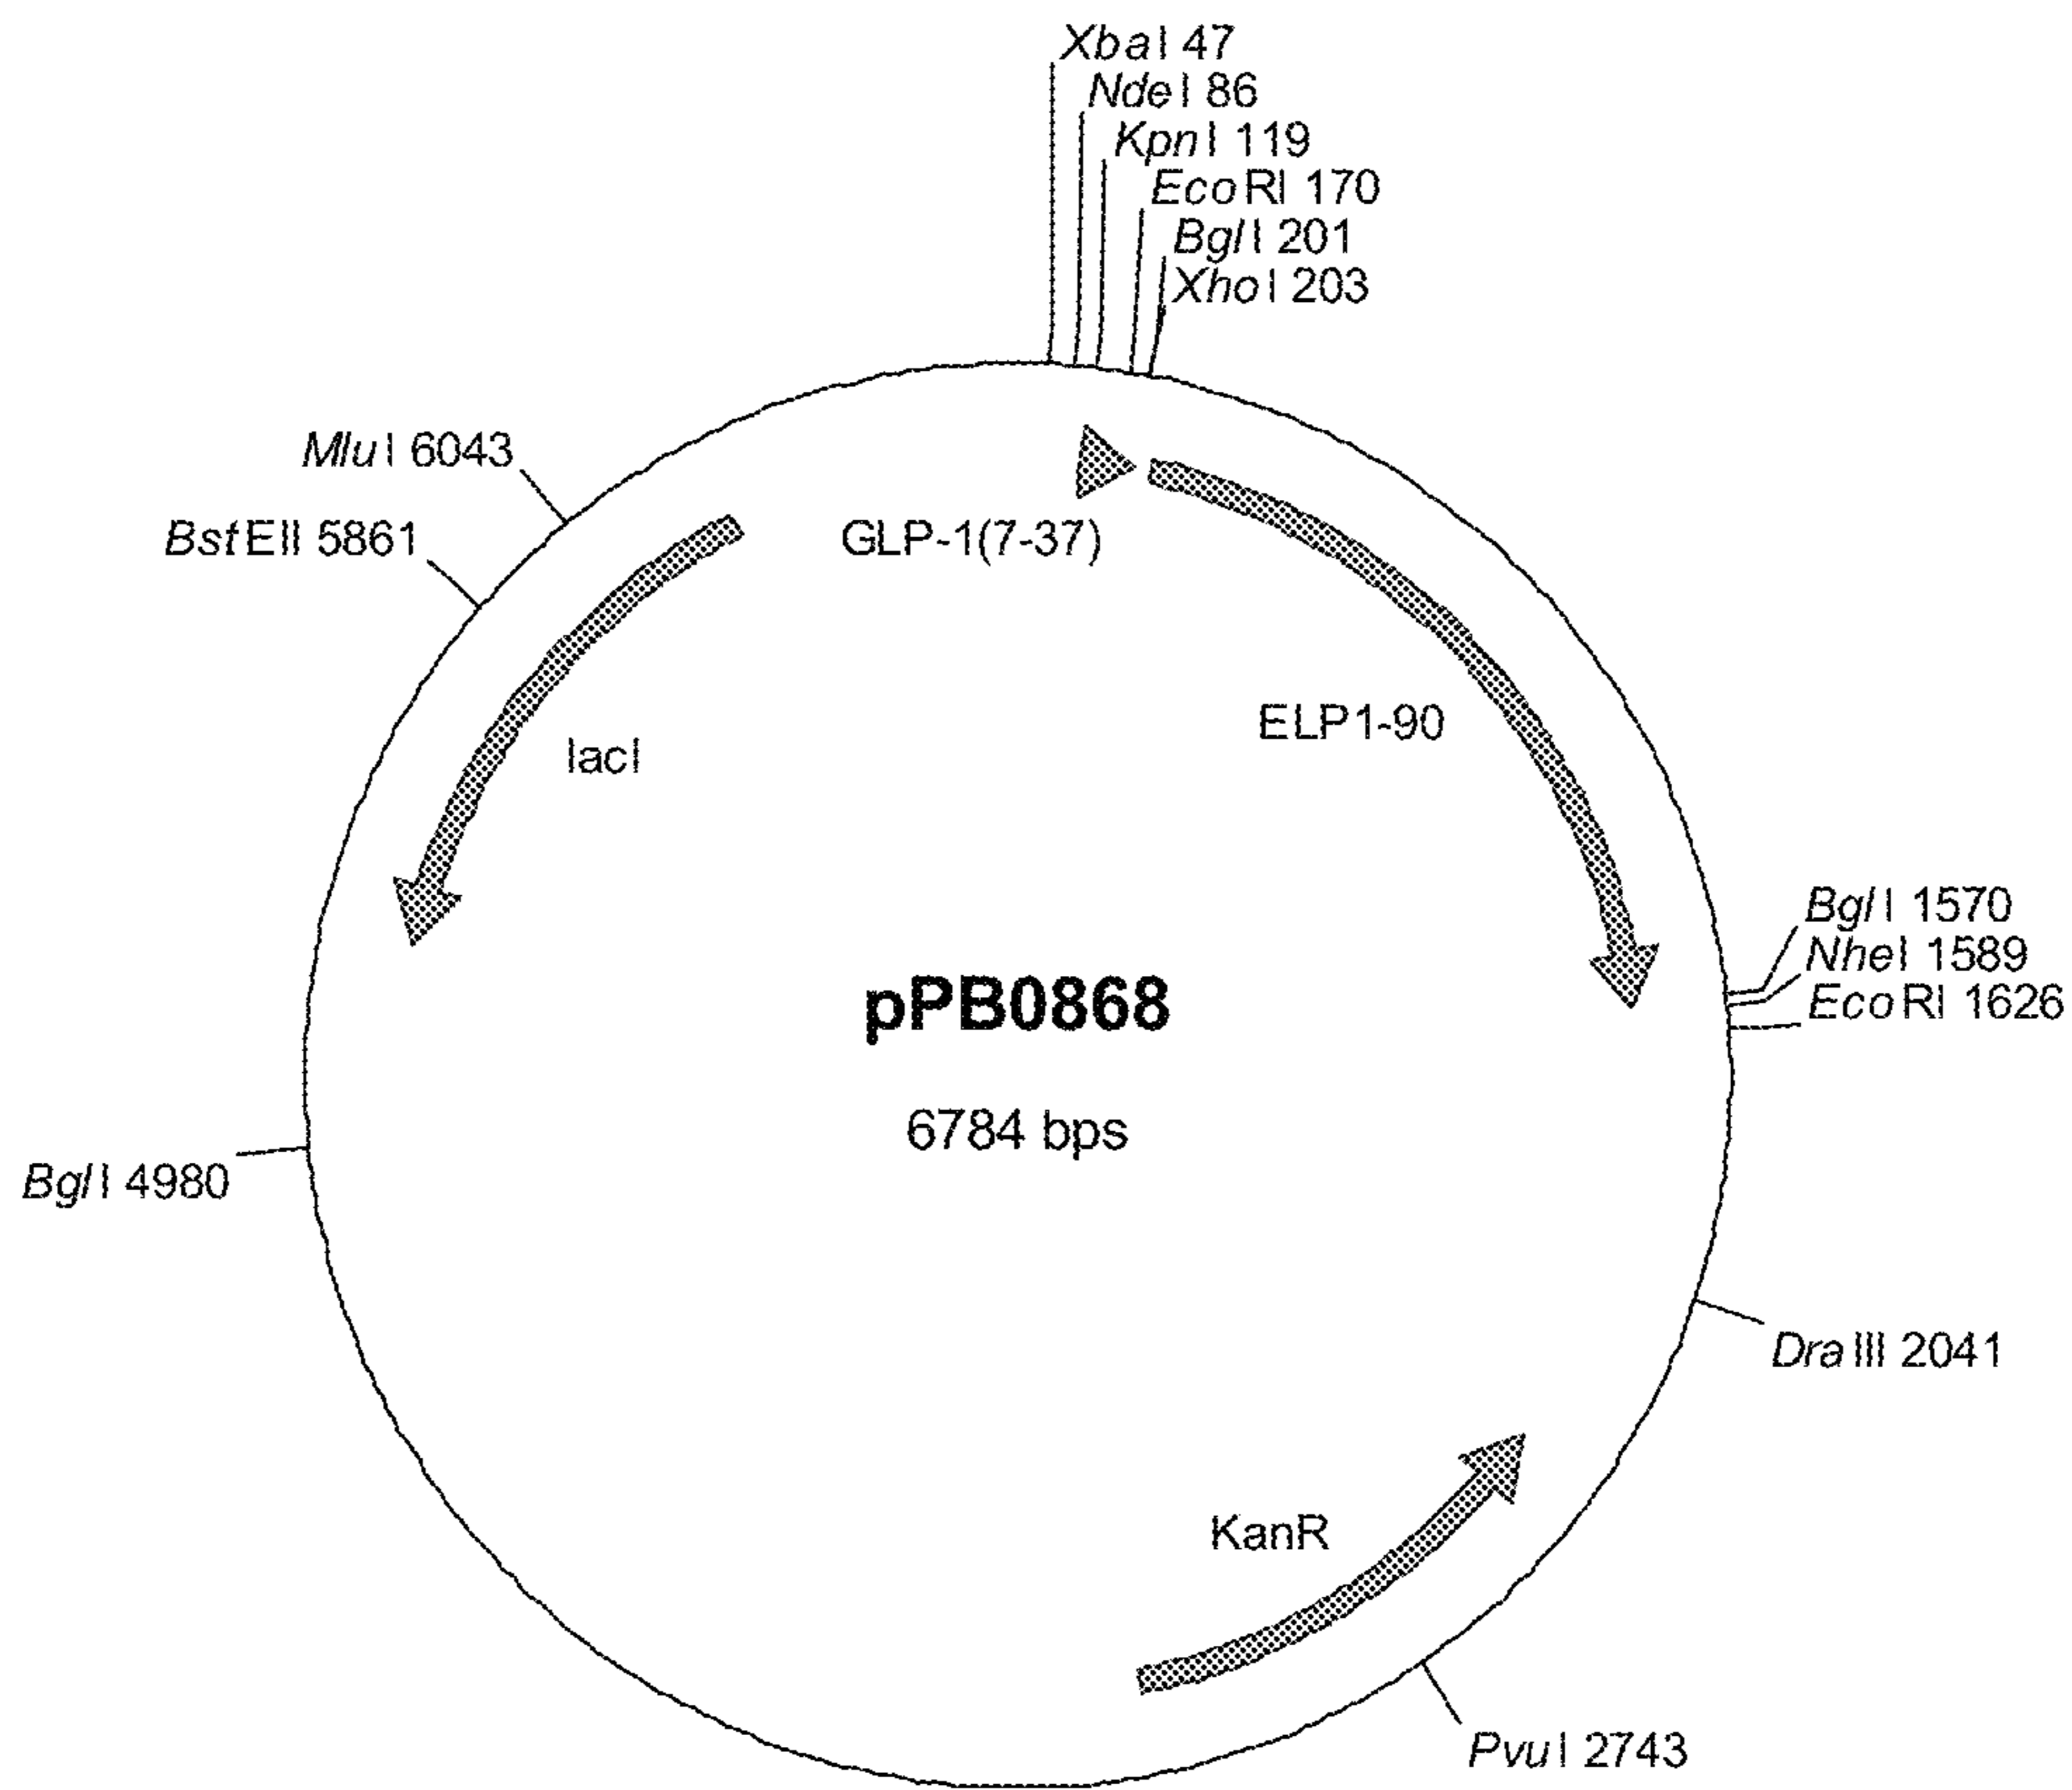 XbaI 47
NdeI 86
KpnI 119
EcoRI 170
BglI 201
XhoI 203
MluI 6043
BstEII 5861
GLP-1(7-37)
ELP1-90
lacI
BglI 1570
NheI 1589
EcoRI 1626
pPB0868
6784 bps
BglI 4980
DraIII 2041
KanR
PvuI 2743